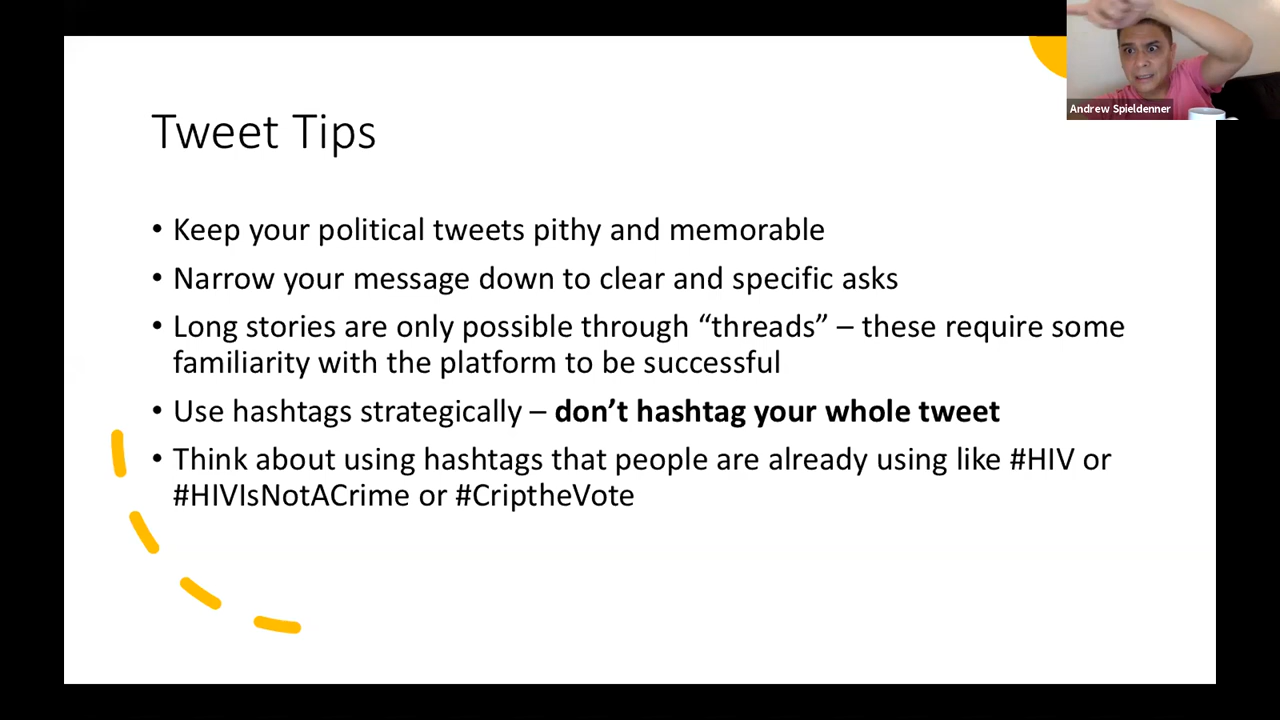 Andrew Spieldenner
Tweet Tips
• Keep your political tweets pithy and memorable
• Narrow your message down to clear and specific asks
• Long stories are only possible through “threads” – these require some
familiarity with the platform to be successful
• Use hashtags strategically – don’t hashtag your whole tweet
• Think about using hashtags that people are already using like #HIV or
#HIVIsNotACrime or #CriptheVote